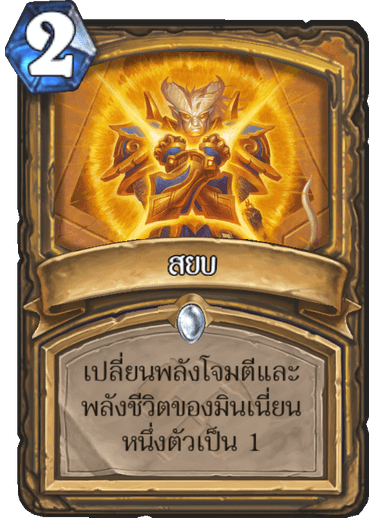 2
สยบ
เปลี่ยนพลังโจมตีและ
พลังชีวิตของมินเนี่ยน
หนึ่งตัวเป็น 1